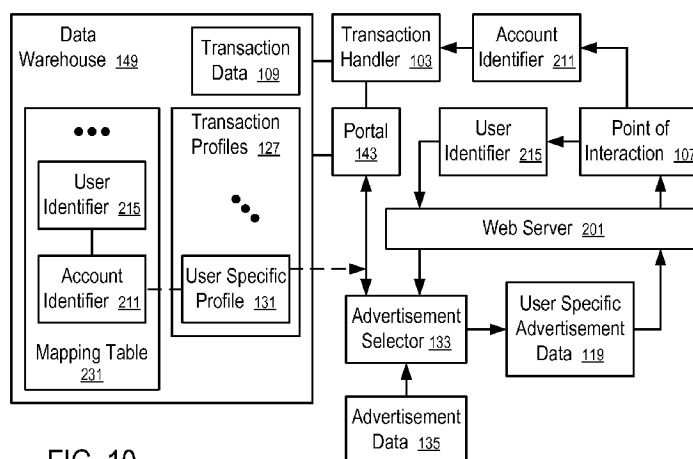 Data
Warehouse 149
Transaction
Data 109
Transaction
Handler 103
Account
Identifier 211
Transaction
Profiles 127
Portal
143
User
Identifier 215
Point of
Interaction 107
User
Identifier 215
Web Server 201
Account
Identifier 211
User Specific
Profile 131
Advertisement
Selector 133
User Specific
Advertisement
Data 119
Mapping Table
231
Advertisement
Data 135
FIG. 10